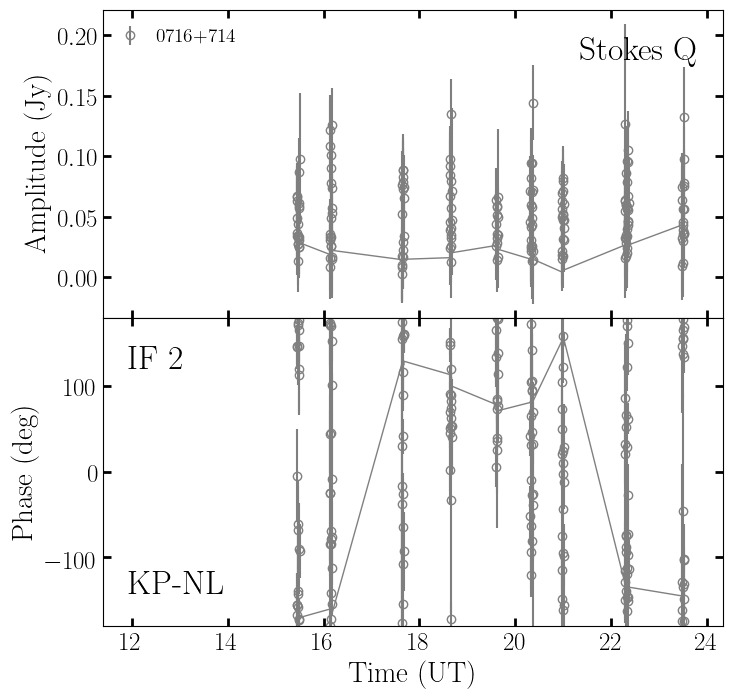 0716+714
Stokes Q
0.20
0.15
0.10
0.05
0.00
Amplitude (Jy)
IF 2
100
0
−100
Phase (deg)
KP-NL
12 14 16 18 20 22 24
Time (UT)